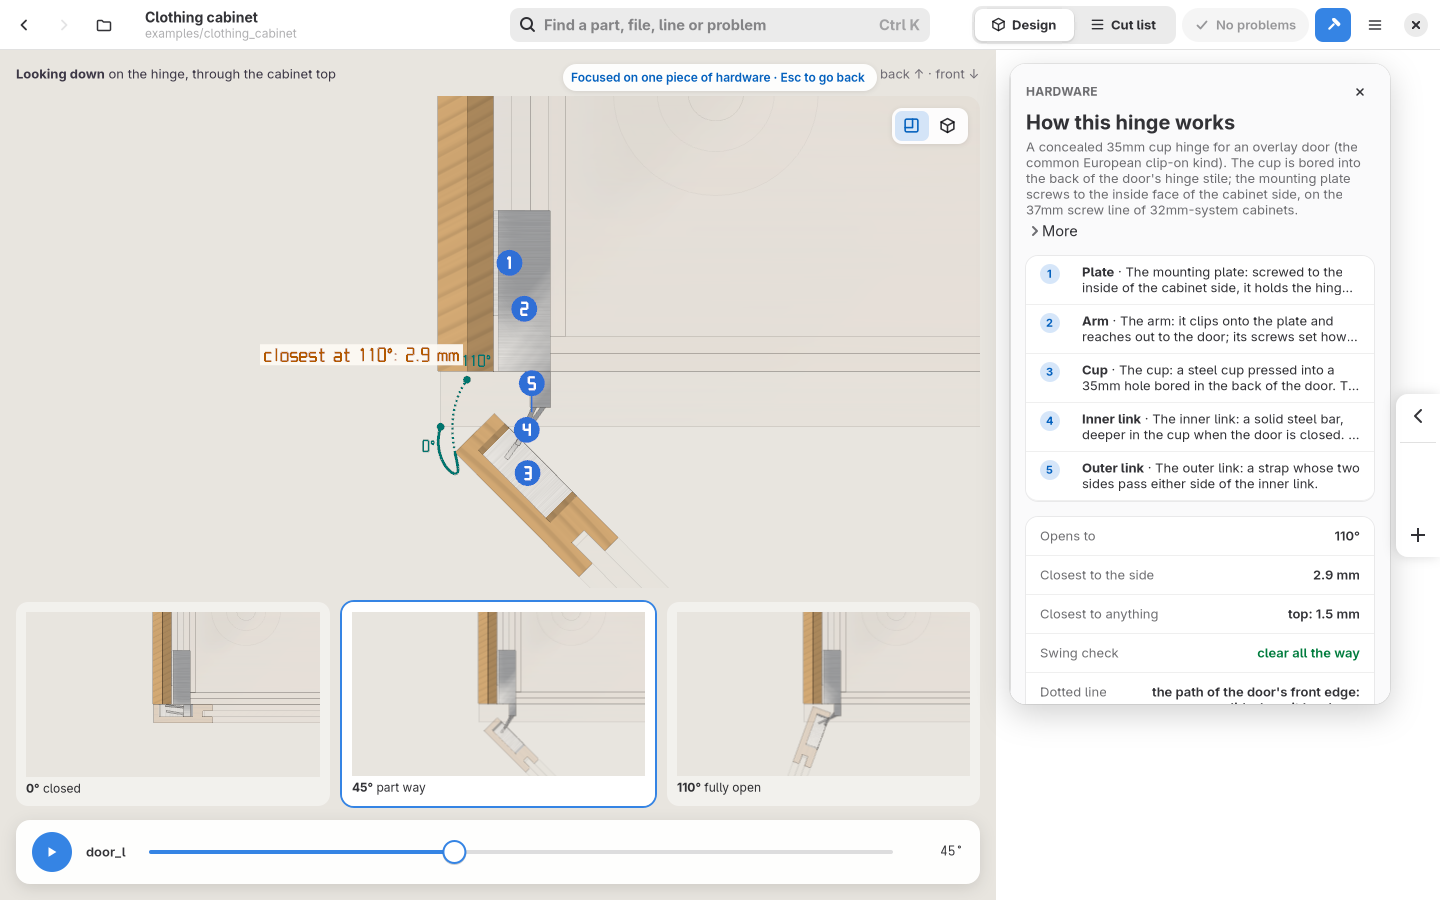 Clothing cabinet
examples/clothing_cabinet
Find a part, file, line or problem
Ctrl K
Design
Cut list
No problems
Looking down on the hinge, through the cabinet top
Focused on one piece of hardware · Esc to go back
back ↑ · front ↓
1
2
closest at 110°: 2.9 mm
110°
5
4
0°
3
0° closed
45° part way
110° fully open
door_l
45°
HARDWARE
How this hinge works
A concealed 35mm cup hinge for an overlay door (the
common European clip-on kind). The cup is bored into
the back of the door's hinge stile; the mounting plate
screws to the inside face of the cabinet side, on the
37mm screw line of 32mm-system cabinets.
More
1 Plate · The mounting plate: screwed to the
inside of the cabinet side, it holds the hing...
2 Arm · The arm: it clips onto the plate and
reaches out to the door; its screws set how...
3 Cup · The cup: a steel cup pressed into a
35mm hole bored in the back of the door. T...
4 Inner link · The inner link: a solid steel bar,
deeper in the cup when the door is closed. ...
5 Outer link · The outer link: a strap whose two
sides pass either side of the inner link.
Opens to 110°
Closest to the side 2.9 mm
Closest to anything top: 1.5 mm
Swing check clear all the way
Dotted line the path of the door's front edge: